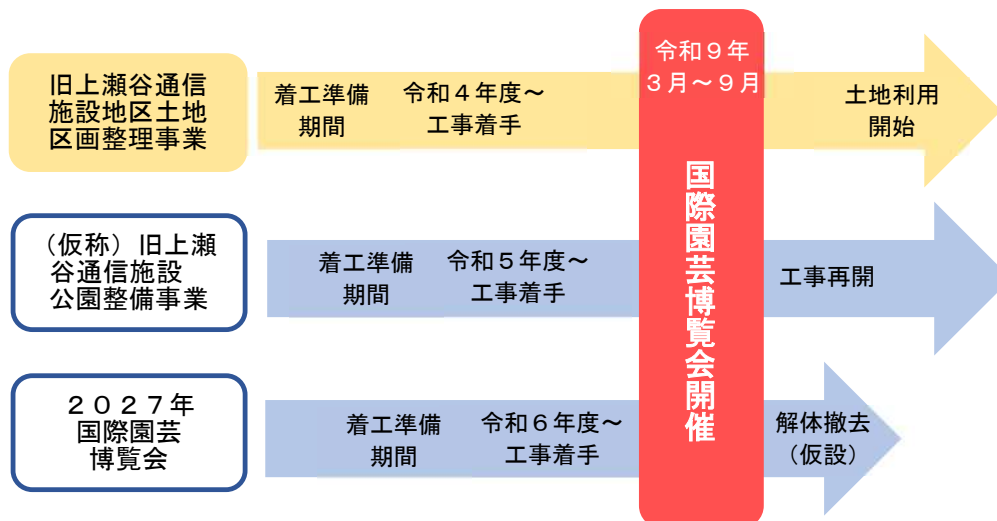 旧上瀬谷通信
施設地区土地
区画整理事業
着工準備
期間
令和４年度～
工事着手
土地利用
開始
令和９年
３月～９月
国際園芸博覧会開催
（仮称）旧上瀬
谷通信施設
公園整備事業
着工準備
期間
令和５年度～
工事着手
工事再開
２０２７年
国際園芸
博覧会
着工準備
期間
令和６年度～
工事着手
解体撤去
（仮設）